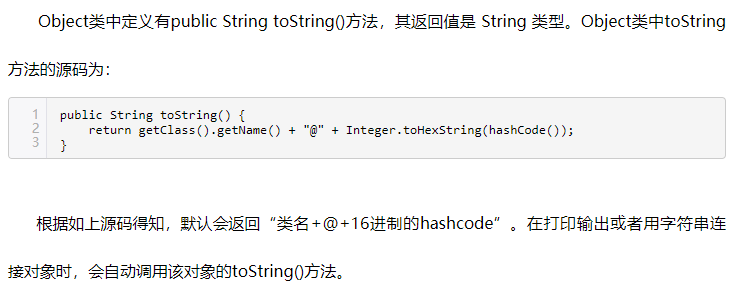 Object类中定义有public String toString()方法，其返回值是 String 类型。Object类中toString
方法的源码为：
1 public String toString() {
2     return getClass().getName() + "@" + Integer.toHexString(hashCode());
3 }
根据如上源码得知，默认会返回“类名+@+16进制的hashcode”。在打印输出或者用字符串连
接对象时，会自动调用该对象的toString()方法。